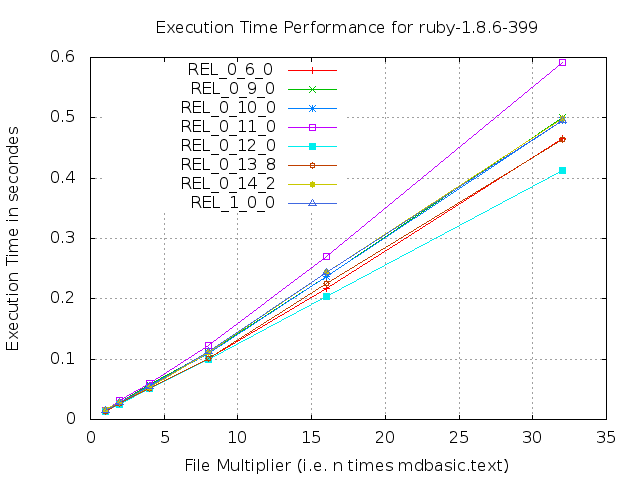 Execution Time Performance for ruby-1.8.6-399
Execution Time in secondes
0.6
0.5
0.4
0.3
0.2
0.1
0
REL_0_6_0
REL_0_9_0
REL_0_10_0
REL_0_11_0
REL_0_12_0
REL_0_13_8
REL_0_14_2
REL_1_0_0
0 5 10 15 20 25 30 35
File Multiplier (i.e. n times mdbasic.text)